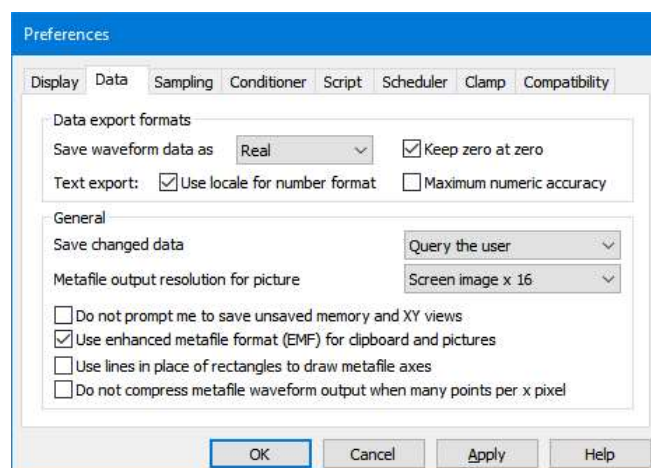 Preferences
Display Data Sampling Conditioner Script Scheduler Clamp Compatibility
Data export formats
Save waveform data as Real Keep zero at zero
Text export: Use locale for number format Maximum numeric accuracy
General
Save changed data Query the user
Metafile output resolution for picture Screen image x 16
Do not prompt me to save unsaved memory and XY views
Use enhanced metafile format (EMF) for clipboard and pictures
Use lines in place of rectangles to draw metafile axes
Do not compress metafile waveform output when many points per x pixel
OK Cancel Apply Help